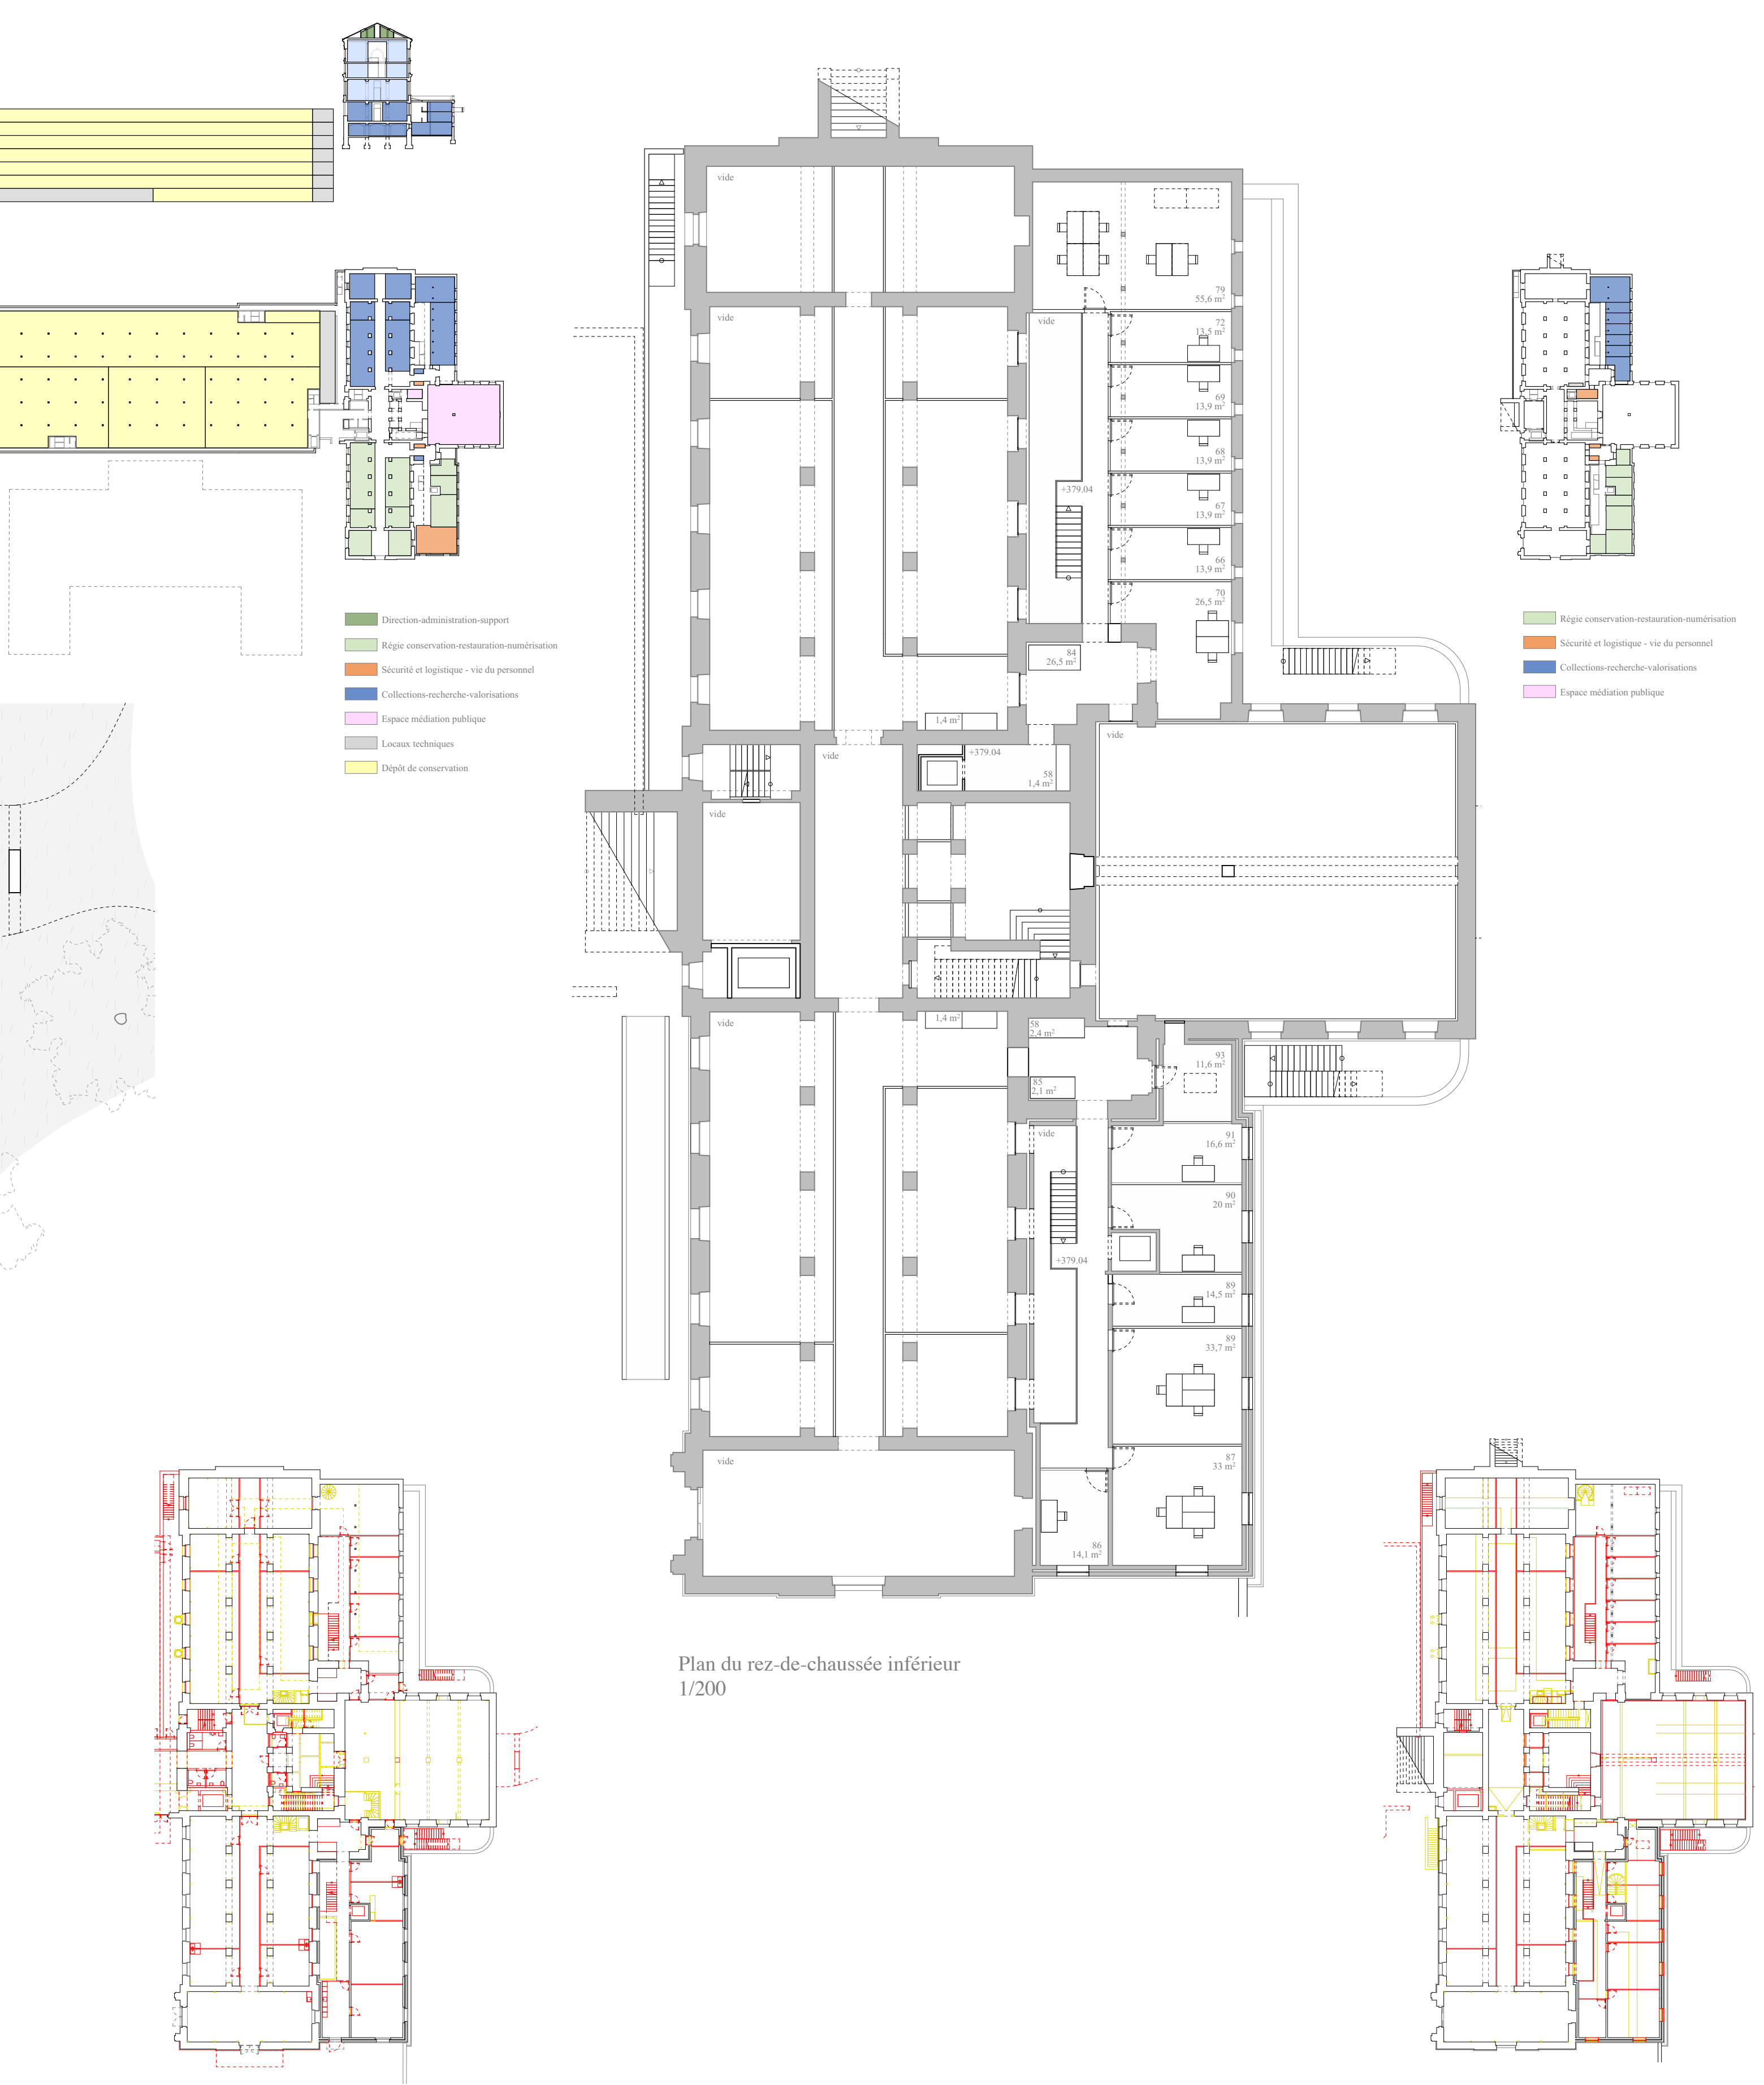 vide
79
55,6 m²
vide
vide
72
13,5 m²
69
13,9 m²
68
13,9 m²
67
13,9 m²
+379.04
66
13,9 m²
70
26,5 m²
84
26,5 m²
1,4 m²
vide
vide
+379.04
58
1,4 m²
vide
vide
1,4 m²
58
2,4 m²
93
11,6 m²
85
2,1 m²
vide
91
16,6 m²
90
20 m²
+379.04
89
14,5 m²
89
33,7 m²
vide
87
33 m²
86
14,1 m²
Direction-administration-support
Régie conservation-restauration-numérisation
Sécurité et logistique - vie du personnel
Collections-recherche-valorisations
Espace médiation publique
Locaux techniques
Dépôt de conservation
Régie conservation-restauration-numérisation
Sécurité et logistique - vie du personnel
Collections-recherche-valorisations
Espace médiation publique
Plan du rez-de-chaussée inférieur
1/200